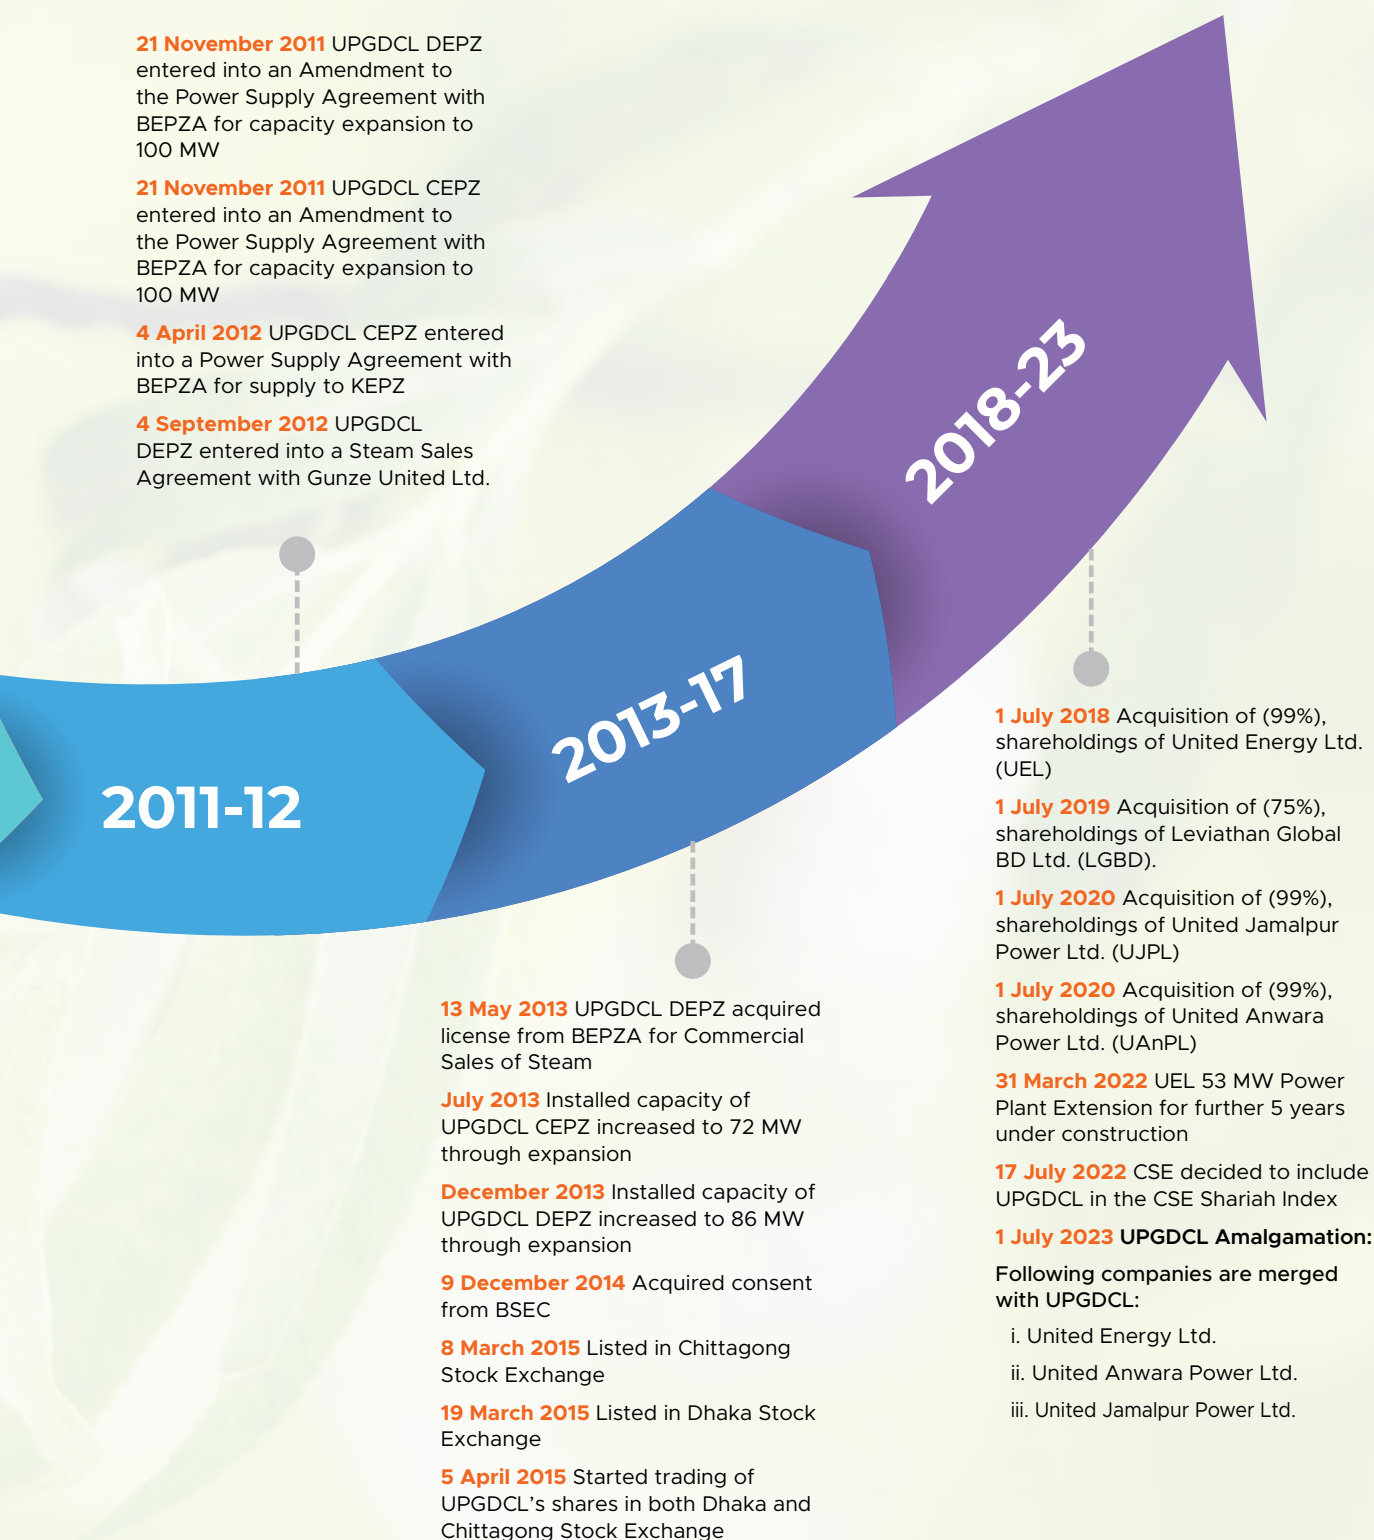 21 November 2011 UPGDCL DEPZ
entered into an Amendment to
the Power Supply Agreement with
BEPZA for capacity expansion to
100 MW
21 November 2011 UPGDCL CEPZ
entered into an Amendment to
the Power Supply Agreement with
BEPZA for capacity expansion to
100 MW
4 April 2012 UPGDCL CEPZ entered
into a Power Supply Agreement with
BEPZA for supply to KEPZ
4 September 2012 UPGDCL
DEPZ entered into a Steam Sales
Agreement with Gunze United Ltd.
2011-12
2013-17
2018-23
13 May 2013 UPGDCL DEPZ acquired
license from BEPZA for Commercial
Sales of Steam
July 2013 Installed capacity of
UPGDCL CEPZ increased to 72 MW
through expansion
December 2013 Installed capacity of
UPGDCL DEPZ increased to 86 MW
through expansion
9 December 2014 Acquired consent
from BSEC
8 March 2015 Listed in Chittagong
Stock Exchange
19 March 2015 Listed in Dhaka Stock
Exchange
5 April 2015 Started trading of
UPGDCL’s shares in both Dhaka and
Chittagong Stock Exchange
1 July 2018 Acquisition of (99%),
shareholdings of United Energy Ltd.
(UEL)
1 July 2019 Acquisition of (75%),
shareholdings of Leviathan Global
BD Ltd. (LGBD).
1 July 2020 Acquisition of (99%),
shareholdings of United Jamalpur
Power Ltd. (UJPL)
1 July 2020 Acquisition of (99%),
shareholdings of United Anwara
Power Ltd. (UAnPL)
31 March 2022 UEL 53 MW Power
Plant Extension for further 5 years
under construction
17 July 2022 CSE decided to include
UPGDCL in the CSE Shariah Index
1 July 2023 UPGDCL Amalgamation:
Following companies are merged
with UPGDCL:
i. United Energy Ltd.
ii. United Anwara Power Ltd.
iii. United Jamalpur Power Ltd.